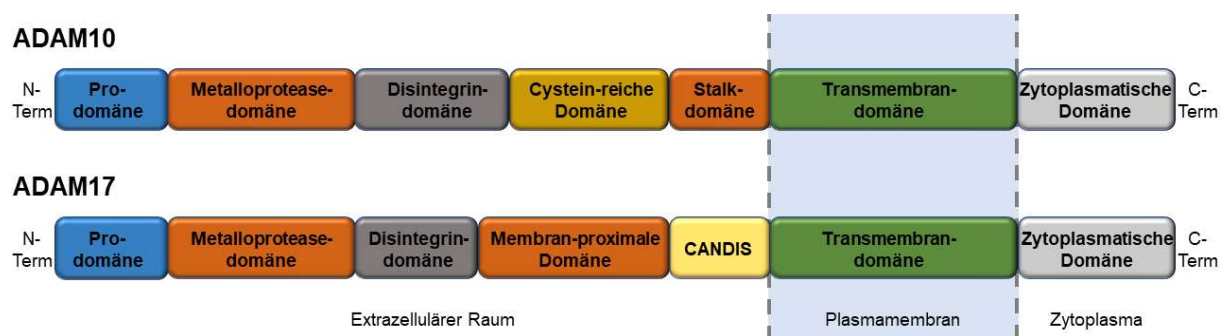 ADAM10
N-
Term
Pro-
domäne
Metalloprotease-
domäne
Disintegrin-
domäne
Cystein-reiche
Domäne
Stalk-
domäne
Transmembran-
domäne
Zytoplasmatische
Domäne
C-
Term
ADAM17
N-
Term
Pro-
domäne
Metalloprotease-
domäne
Disintegrin-
domäne
Membran-proximale
Domäne
CANDIS
Transmembran-
domäne
Zytoplasmatische
Domäne
C-
Term
Extrazellulärer Raum
Plasmamembran
Zytoplasma